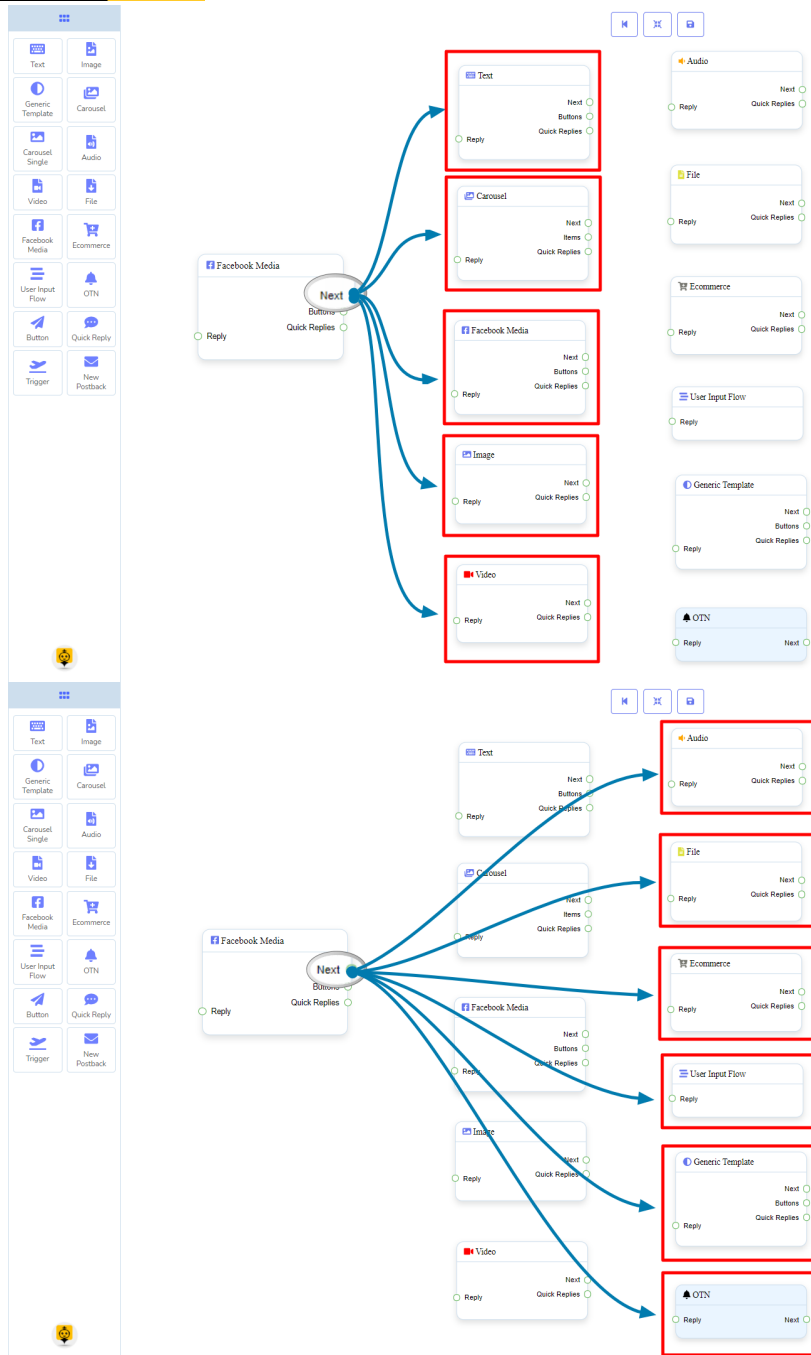 Text
Image
Generic
Template
Carousel
Carousel
Single
Audio
Video
File
Facebook
Media
Ecommerce
User Input
Flow
OTN
Button
Quick Reply
Trigger
New
Postback
Facebook Media
Next
Buttons
Quick Replies
Reply
Text
Next
Buttons
Quick Replies
Reply
Carousel
Next
Items
Quick Replies
Reply
Facebook Media
Next
Buttons
Quick Replies
Reply
Image
Next
Quick Replies
Reply
Video
Next
Quick Replies
Reply
Audio
Next
Quick Replies
Reply
File
Next
Quick Replies
Reply
Ecommerce
Next
Quick Replies
Reply
User Input Flow
Reply
Generic Template
Next
Buttons
Quick Replies
Reply
OTN
Reply
Next
Text
Image
Generic
Template
Carousel
Carousel
Single
Audio
Video
File
Facebook
Media
Ecommerce
User Input
Flow
OTN
Button
Quick Reply
Trigger
New
Postback
Facebook Media
Next
Buttons
Quick Replies
Reply
Text
Next
Buttons
Quick Replies
Reply
Carousel
Next
Items
Quick Replies
Reply
Facebook Media
Next
Buttons
Quick Replies
Reply
Image
Next
Quick Replies
Reply
Video
Next
Quick Replies
Reply
Audio
Next
Quick Replies
Reply
File
Next
Quick Replies
Reply
Ecommerce
Next
Quick Replies
Reply
User Input Flow
Reply
Generic Template
Next
Buttons
Quick Replies
Reply
OTN
Reply
Next